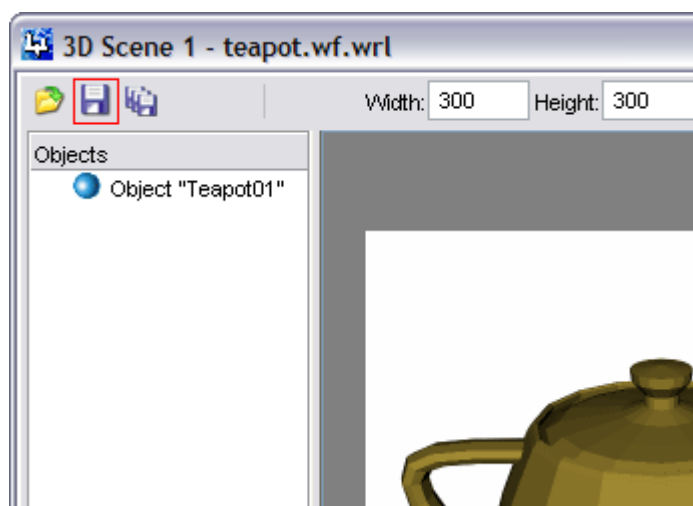 3D Scene 1 - teapot.wf.wrl
Width: 300 Height: 300
Objects
Object "Teapot01"